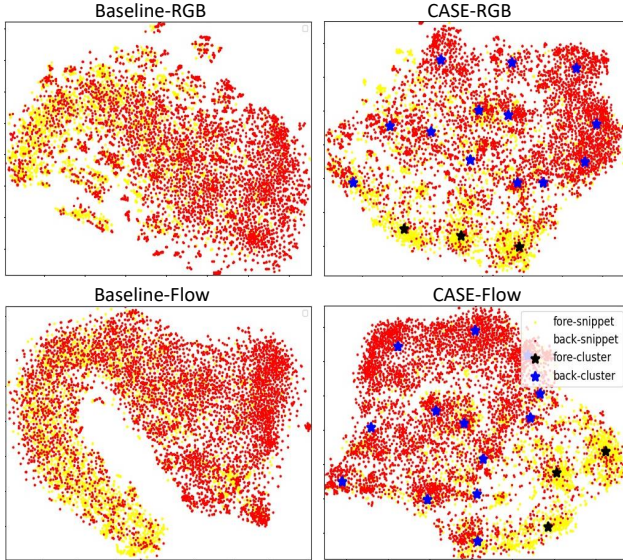 Baseline-RGB
CASE-RGB
Baseline-Flow
CASE-Flow
fore-snippet
back-snippet
fore-cluster
back-cluster